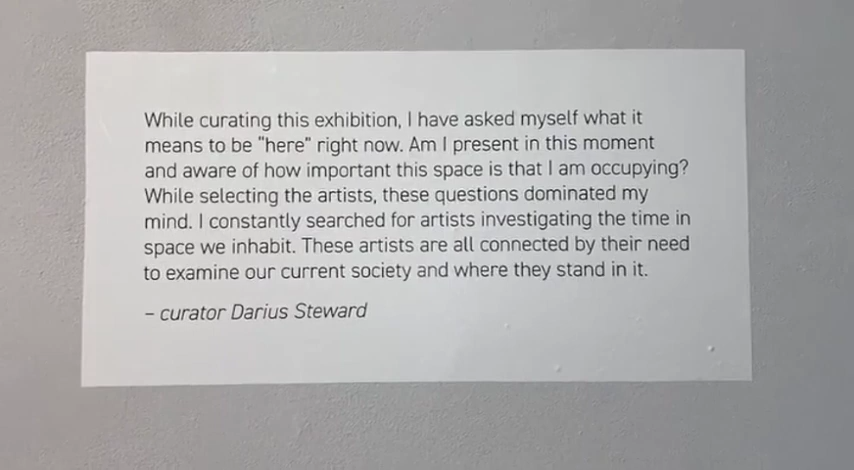 While curating this exhibition, I have asked myself what it
means to be "here" right now. Am I present in this moment
and aware of how important this space is that I am occupying?
While selecting the artists, these questions dominated my
mind. I constantly searched for artists investigating the time in
space we inhabit. These artists are all connected by their need
to examine our current society and where they stand in it.
– curator Darius Steward